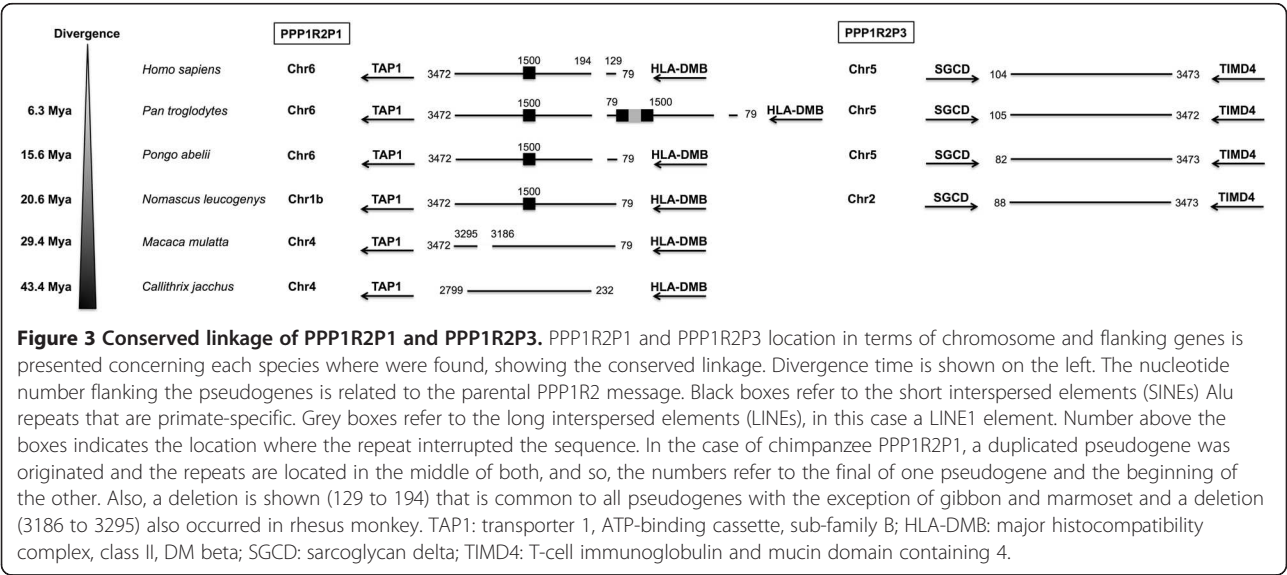 Divergence PPP1R2P1 PPP1R2P3
Homo sapiens Chr6 TAP1 3472 1500 194 129 79 HLA-DMB Chr5 SGCD 104 3473 TIMD4
6.3 Mya Pan troglodytes Chr6 TAP1 3472 1500 79 1500 79 HLA-DMB Chr5 SGCD 105 3472 TIMD4
15.6 Mya Pongo abelii Chr6 TAP1 3472 1500 79 HLA-DMB Chr5 SGCD 82 3473 TIMD4
20.6 Mya Nomascus leucogenys Chr1b TAP1 3472 1500 79 HLA-DMB Chr2 SGCD 88 3473 TIMD4
29.4 Mya Macaca mulatta Chr4 TAP1 3472 3295 3186 79 HLA-DMB
43.4 Mya Callithrix jacchus Chr4 TAP1 2799 232 HLA-DMB
Figure 3 Conserved linkage of PPP1R2P1 and PPP1R2P3. PPP1R2P1 and PPP1R2P3 location in terms of chromosome and flanking genes is
presented concerning each species where were found, showing the conserved linkage. Divergence time is shown on the left. The nucleotide
number flanking the pseudogenes is related to the parental PPP1R2 message. Black boxes refer to the short interspersed elements (SINEs) Alu
repeats that are primate-specific. Grey boxes refer to the long interspersed elements (LINEs), in this case a LINE1 element. Number above the
boxes indicates the location where the repeat interrupted the sequence. In the case of chimpanzee PPP1R2P1, a duplicated pseudogene was
originated and the repeats are located in the middle of both, and so, the numbers refer to the final of one pseudogene and the beginning of
the other. Also, a deletion is shown (129 to 194) that is common to all pseudogenes with the exception of gibbon and marmoset and a deletion
(3186 to 3295) also occurred in rhesus monkey. TAP1: transporter 1, ATP-binding cassette, sub-family B; HLA-DMB: major histocompatibility
complex, class II, DM beta; SGCD: sarcoglycan delta; TIMD4: T-cell immunoglobulin and mucin domain containing 4.